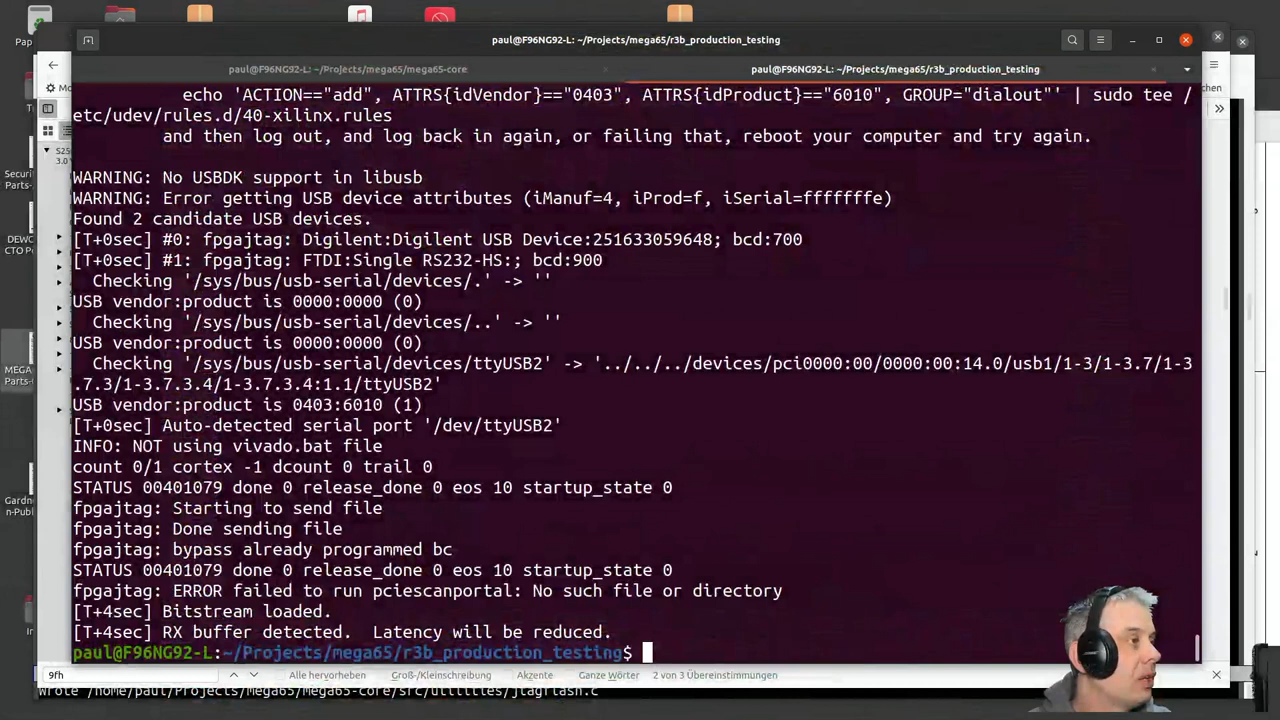 Pap
paul@F96NG92-L: ~/Projects/mega65/r3b_production_testing
paul@F96NG92-L: ~/Projects/mega65/mega65-core
paul@F96NG92-L: ~/Projects/mega65/r3b_production_testing
echo 'ACTION=="add", ATTRS{idVendor}=="0403", ATTRS{idProduct}=="6010", GROUP="dialout"' | sudo tee /
etc/udev/rules.d/40-xilinx.rules
and then log out, and log back in again, or failing that, reboot your computer and try again.
WARNING: No USBDK support in libusb
WARNING: Error getting USB device attributes (iManuf=4, iProd=f, iSerial=fffffffe)
Found 2 candidate USB devices.
[T+0sec] #0: fpgajtag: Digilent:Digilent USB Device:251633059648; bcd:700
[T+0sec] #1: fpgajtag: FTDI:Single RS232-HS:; bcd:900
Checking '/sys/bus/usb-serial/devices/.' -> ''
USB vendor:product is 0000:0000 (0)
Checking '/sys/bus/usb-serial/devices/..' -> ''
USB vendor:product is 0000:0000 (0)
Checking '/sys/bus/usb-serial/devices/ttyUSB2' -> '../../../devices/pci0000:00/0000:00:14.0/usb1/1-3/1-3.7/1-3
.7.3/1-3.7.3.4/1-3.7.3.4:1.1/ttyUSB2'
USB vendor:product is 0403:6010 (1)
[T+0sec] Auto-detected serial port '/dev/ttyUSB2'
INFO: NOT using vivado.bat file
count 0/1 cortex -1 dcount 0 trail 0
STATUS 00401079 done 0 release_done 0 eos 10 startup_state 0
fpgajtag: Starting to send file
fpgajtag: Done sending file
fpgajtag: bypass already programmed bc
STATUS 00401079 done 0 release_done 0 eos 10 startup_state 0
fpgajtag: ERROR failed to run pciescanportal: No such file or directory
[T+4sec] Bitstream loaded.
[T+4sec] RX buffer detected.  Latency will be reduced.
paul@F96NG92-L:~/Projects/mega65/r3b_production_testing$
9fh
Alle hervorheben
Groß-/Kleinschreibung
Akzente
Ganze Wörter
2 von 3 Übereinstimmungen
Wrote /home/paul/Projects/mega65/mega65-core/src/utilities/jtagflash.c